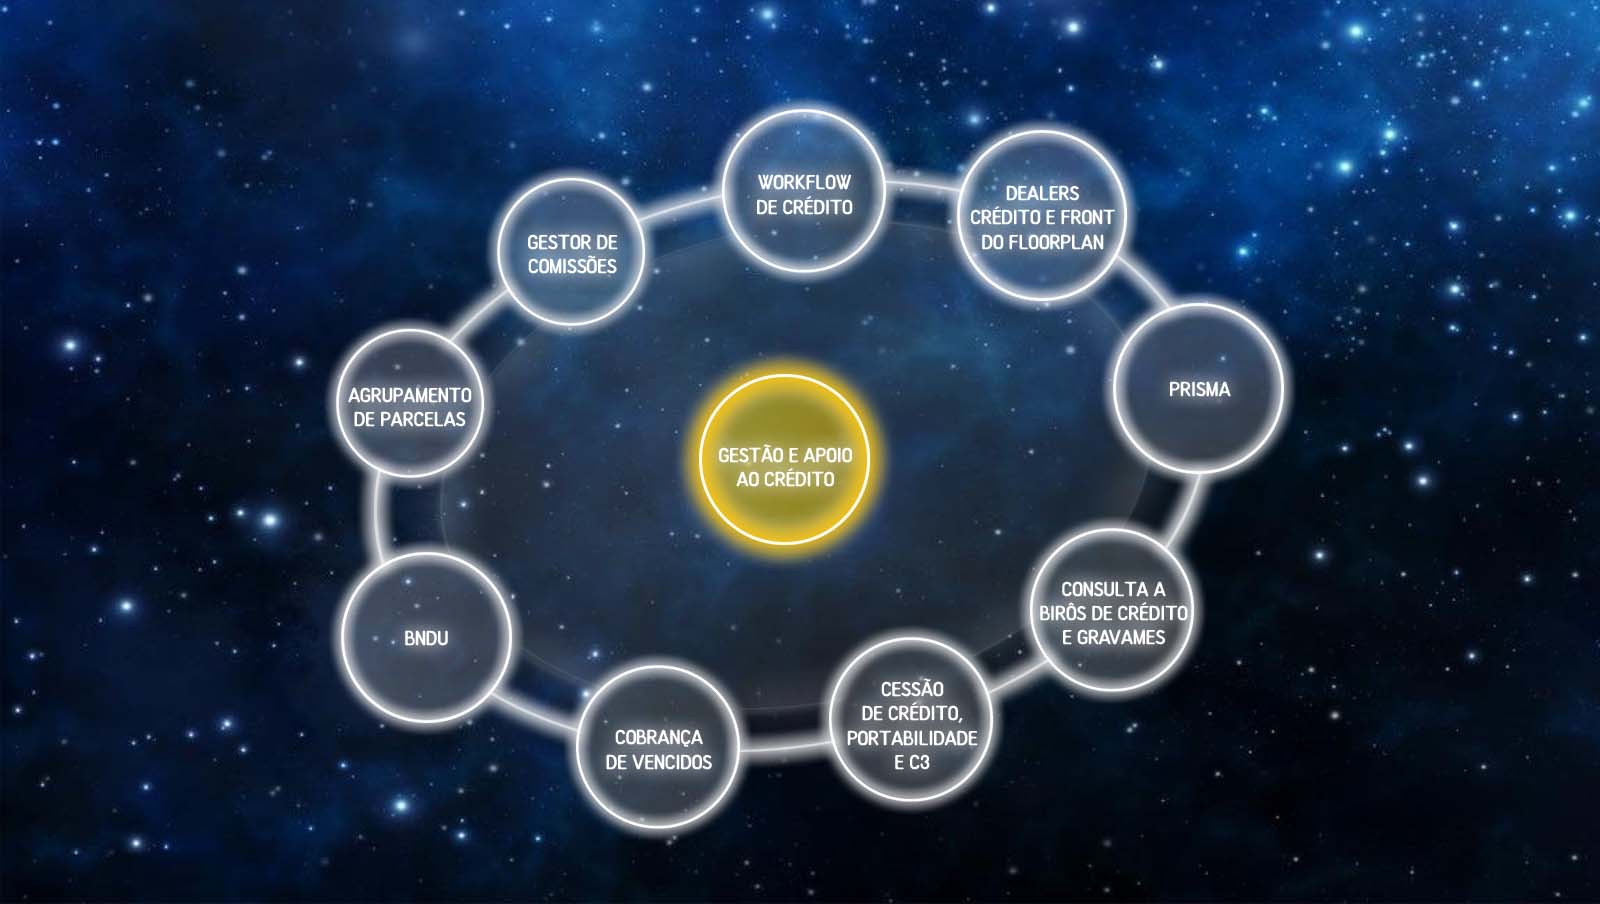 WORKFLOW
DE CRÉDITO
DEALERS
CRÉDITO E FRONT
DO FLOORPLAN
PRISMA
CONSULTA A
BIRÔS DE CRÉDITO
E GRAVAMES
CESSÃO
DE CRÉDITO,
PORTABILIDADE
E C3
COBRANÇA
DE VENCIDOS
BNDU
AGRUPAMENTO
DE PARCELAS
GESTOR DE
COMISSÕES
GESTÃO E APOIO
AO CRÉDITO